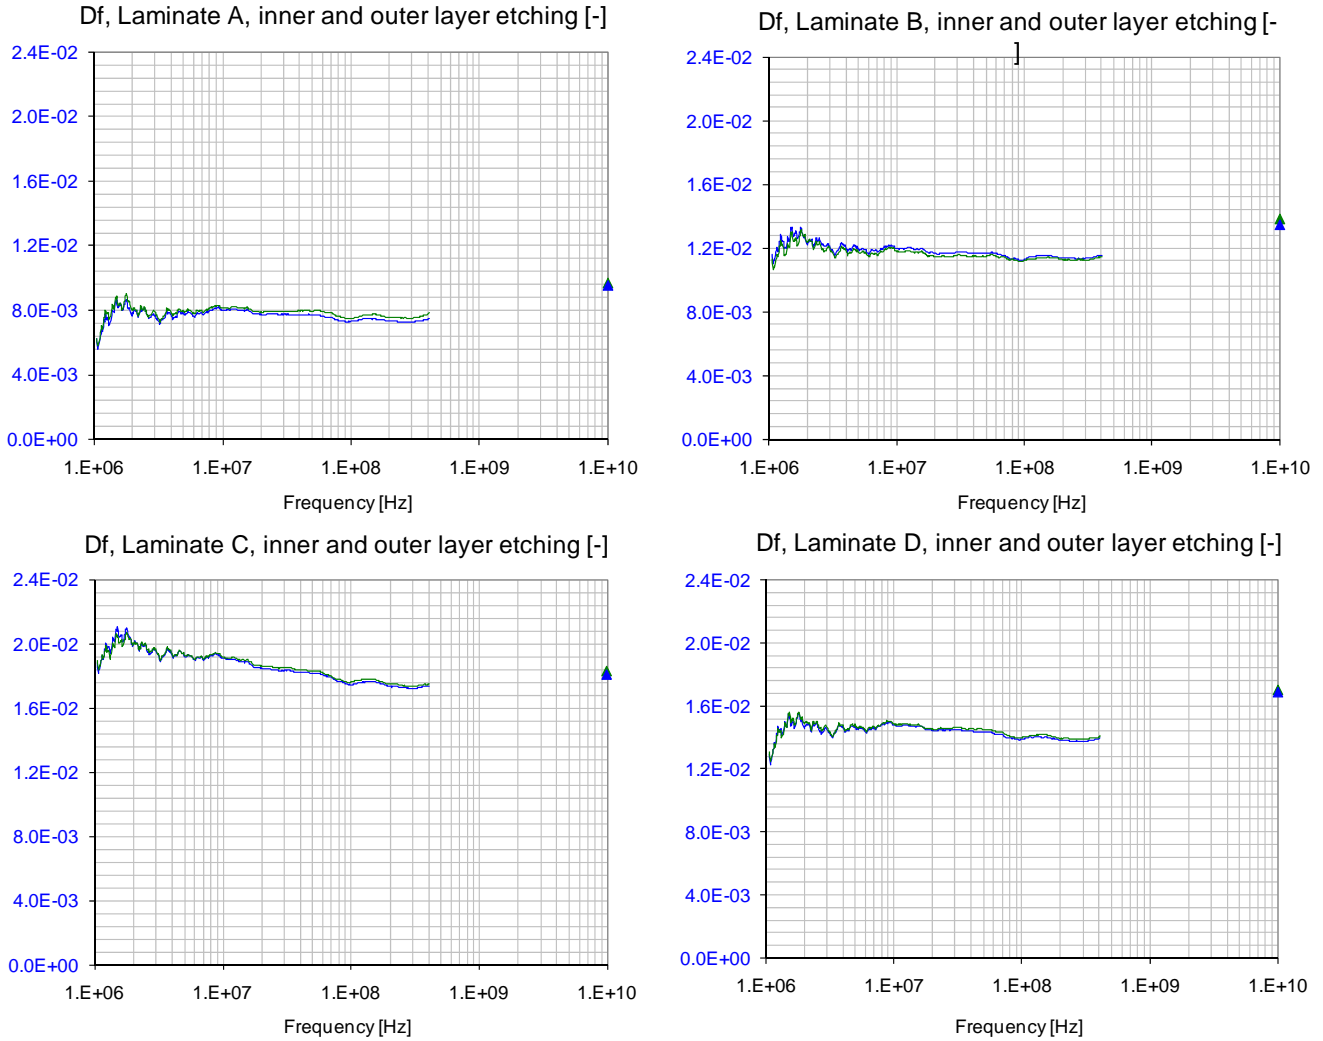 Df, Laminate A, inner and outer layer etching [-]
2.4E-02
2.0E-02
1.6E-02
1.2E-02
8.0E-03
4.0E-03
0.0E+00
1.E+06 1.E+07 1.E+08 1.E+09 1.E+10
Frequency [Hz]
Df, Laminate B, inner and outer layer etching [-
]
2.4E-02
2.0E-02
1.6E-02
1.2E-02
8.0E-03
4.0E-03
0.0E+00
1.E+06 1.E+07 1.E+08 1.E+09 1.E+10
Frequency [Hz]
Df, Laminate C, inner and outer layer etching [-]
2.4E-02
2.0E-02
1.6E-02
1.2E-02
8.0E-03
4.0E-03
0.0E+00
1.E+06 1.E+07 1.E+08 1.E+09 1.E+10
Frequency [Hz]
Df, Laminate D, inner and outer layer etching [-]
2.4E-02
2.0E-02
1.6E-02
1.2E-02
8.0E-03
4.0E-03
0.0E+00
1.E+06 1.E+07 1.E+08 1.E+09 1.E+10
Frequency [Hz]